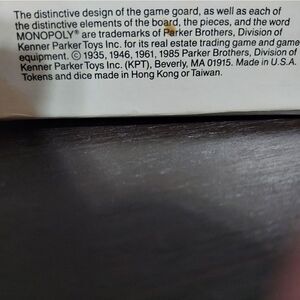 The distinctive design of the game goard, as well as each of
the distinctive elements of the board, the pieces, and the word
MONOPOLY® are trademarks of Parker Brothers, Division of
Kenner Parker Toys Inc. for its real estate trading game and game
equipment. © 1935, 1946, 1961, 1985 Parker Brothers, Division of
Kenner Parker Toys Inc. (KPT), Beverly, MA 01915. Made in U.S.A.
Tokens and dice made in Hong Kong or Taiwan.